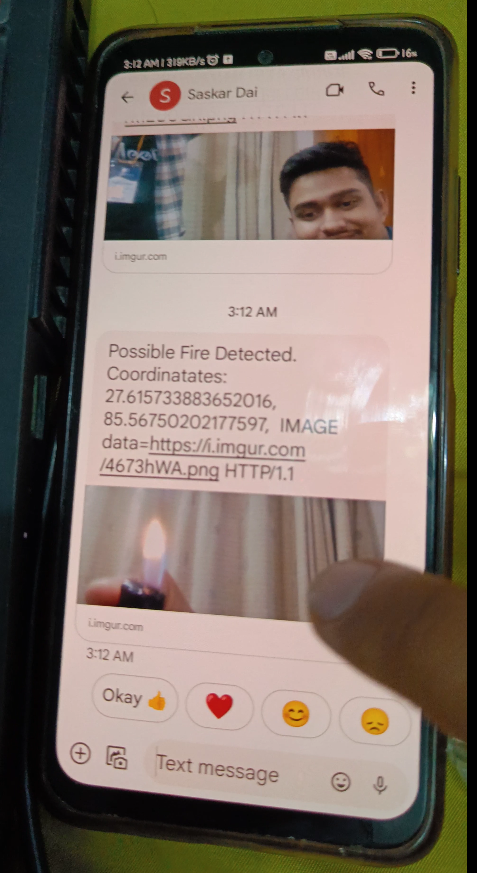 3:12 AM | 319KB/s
16%
S Saskar Dai
i.imgur.com
3:12 AM
Possible Fire Detected.
Coordinatates:
27.615733883652016,
85.56750202177597, IMAGE
data=https://i.imgur.com
/4673hWA.png HTTP/1.1
i.imgur.com
3:12 AM
Okay 👍
Text message